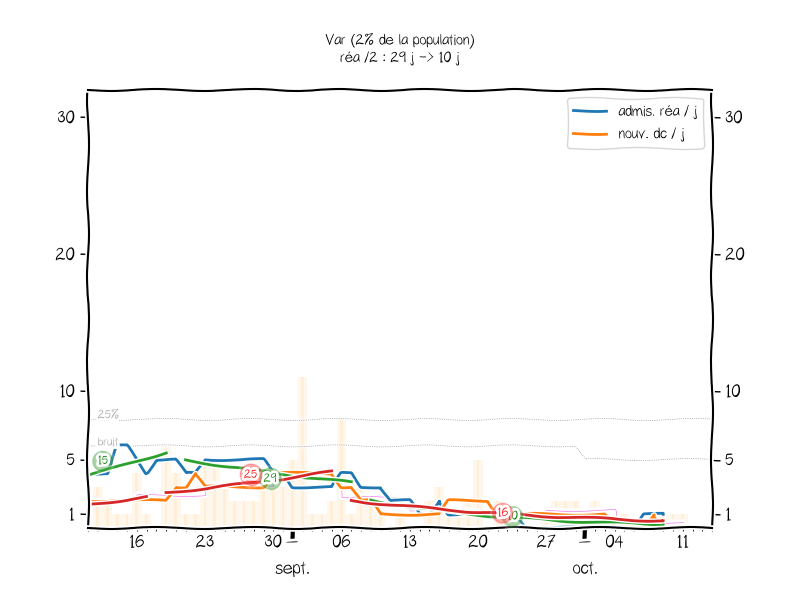 Var (2% de la population)
réa /2 : 29 j -> 10 j
30 30
admis. réa / j
nouv. dc / j
20 20
10 10
25%
bruit
5 5
15 25 29 16
1 1
16 23 30 06 13 20 27 04 11
sept. oct.